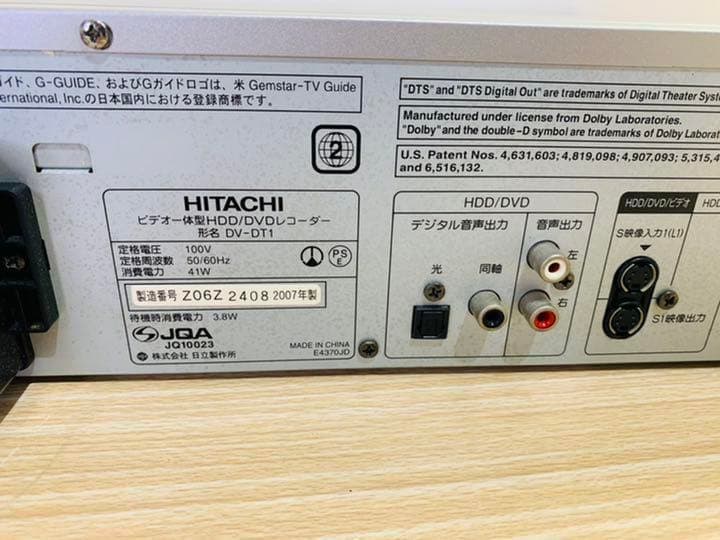 イド、G-GUIDE、およびGガイドロゴは、米 Gemstar-TV Guide
ernational, Inc.の日本国内における登録商標です。
"DTS" and "DTS Digital Out" are trademarks of Digital Theater
Manufactured under license from Dolby Laboratories.
"Dolby" and the double-D symbol are trademarks of Dolby
U.S. Patent Nos. 4,631,603; 4,819,098; 4,907,093; 5,315,4
and 6,516,132.
2
HITACHI
ビデオ一体型HDD/DVDレコーダー
形名 DV-DT1
定格電圧 100V
定格周波数 50/60Hz
消費電力 41W
PS
E
製造番号 Z06Z 2408 2007年製
待機時消費電力 3.8W
JQA
JQ10023
株式会社 日立製作所
MADE IN CHINA
E4370JD
HDD/DVD
デジタル音声出力 音声出力
光 同軸
左
右
HDD/DVD/ビデオ HDD
S映像入力1(L1)
S1映像出力